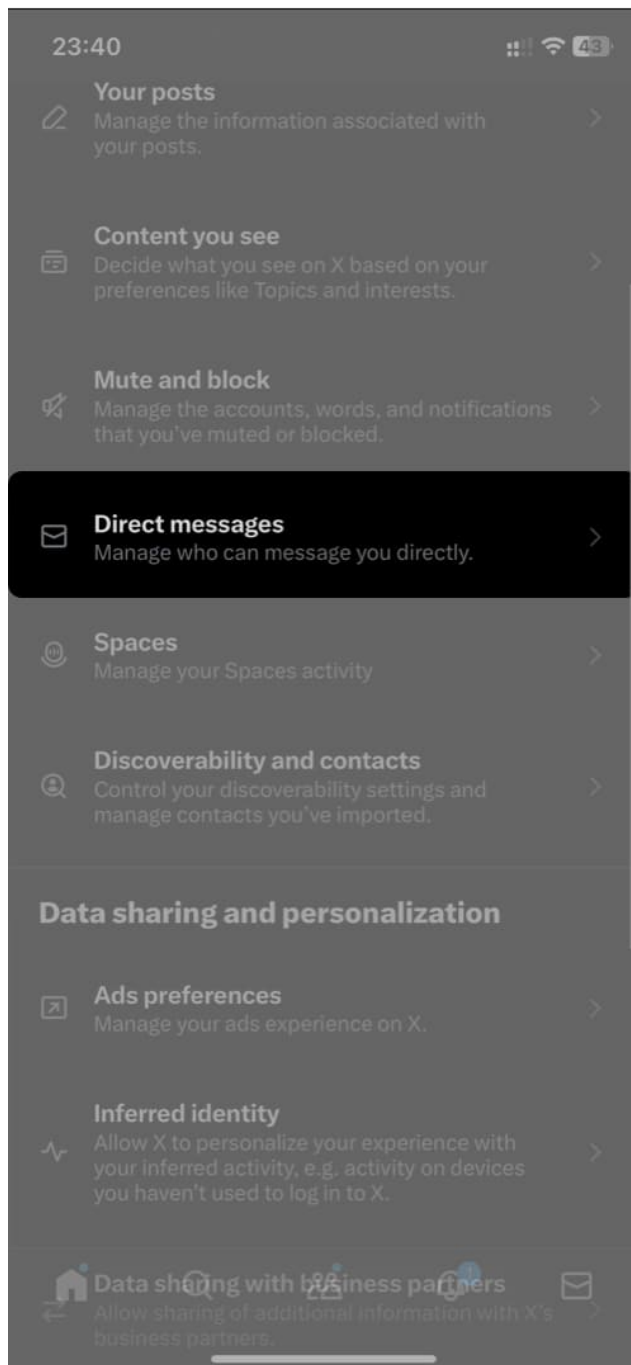 23:40
43
Your posts
Manage the information associated with
your posts.
Content you see
Decide what you see on X based on your
preferences like Topics and interests.
Mute and block
Manage the accounts, words, and notifications
that you've muted or blocked.
Direct messages
Manage who can message you directly.
Spaces
Manage your Spaces activity
Discoverability and contacts
Control your discoverability settings and
manage contacts you've imported.
Data sharing and personalization
Ads preferences
Manage your ads experience on X.
Inferred identity
Allow X to personalize your experience with
your inferred activity, e.g. activity on devices
you haven't used to log in to X.
Data sharing with business partners
Allow sharing of additional information with X's
business partners.